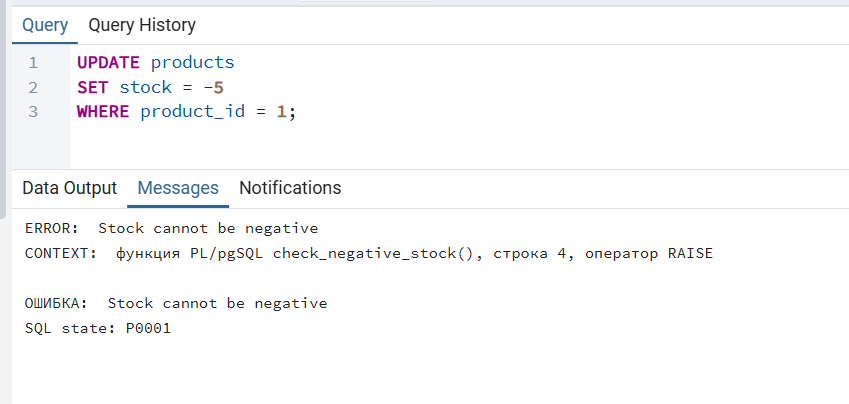 Query Query History
1 UPDATE products
2 SET stock = -5
3 WHERE product_id = 1;
Data Output Messages Notifications
ERROR:  Stock cannot be negative
CONTEXT:  функция PL/pgSQL check_negative_stock(), строка 4, оператор RAISE
ОШИБКА:  Stock cannot be negative
SQL state: P0001